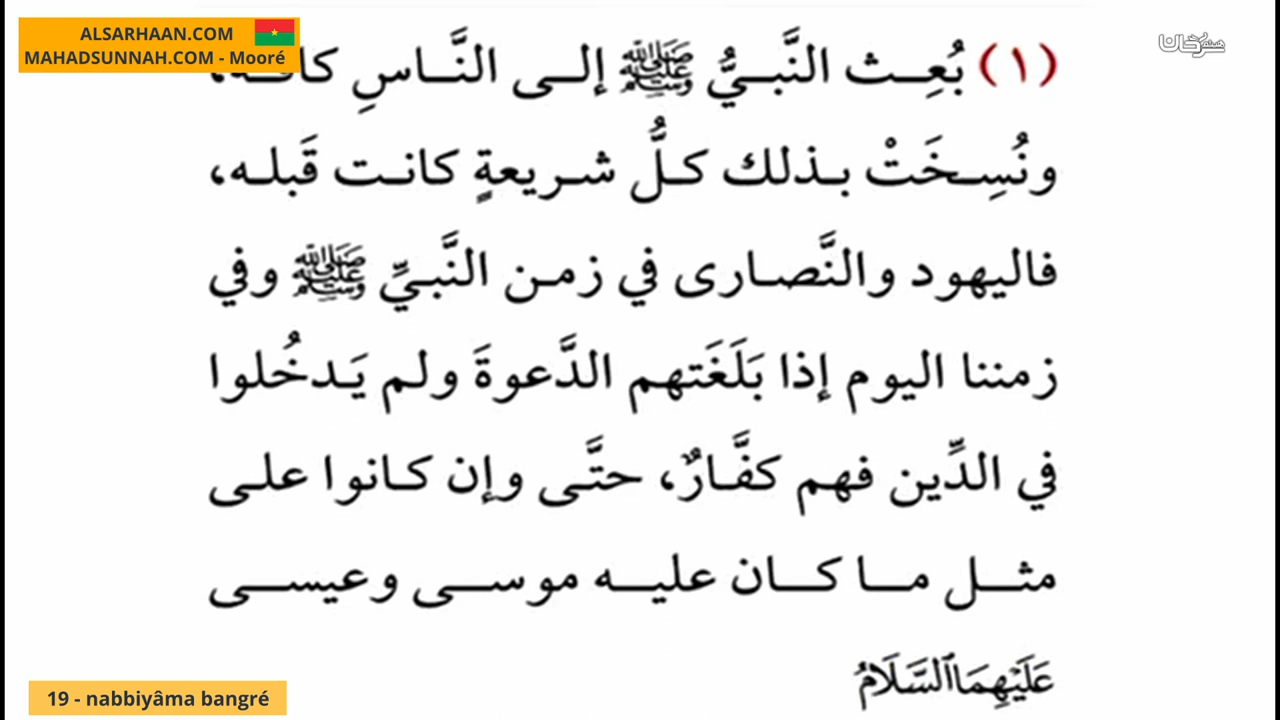 ALSARHAAN.COM
MAHADSUNNAH.COM - Mooré
(١) بُعِث النَّبيُّ ﷺ إلى النَّاسِ كافَّة،
ونُسِخَتْ بذلك كلُّ شريعةٍ كانت قَبله،
فاليهود والنَّصارى في زمن النَّبيِّ ﷺ وفي
زمننا اليوم إذا بَلَغَتهم الدَّعوةَ ولم يَدخُلوا
في الدِّين فهم كفَّارٌ، حتَّى وإن كانوا على
مثل ما كان عليه موسى وعيسى
عَلَيْهِمَا السَّلَامُ
19 - nabbiyâma bangré